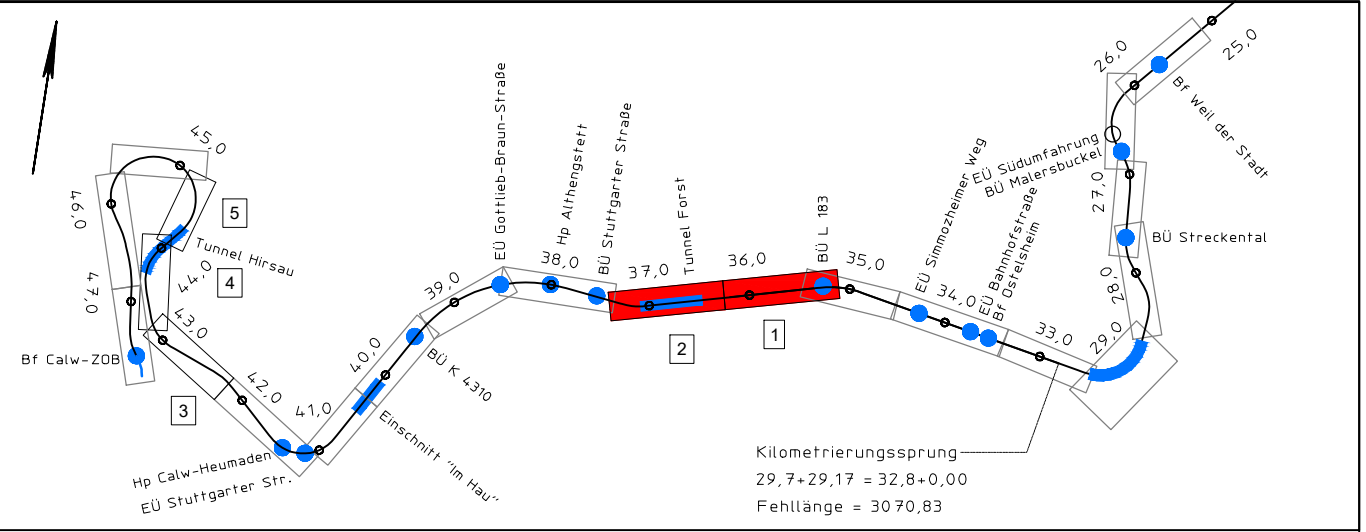 45,0
46,0
47,0
5
Tunnel Hirsau
4
44,0
43,0
Bf Calw-ZOB
3
42,0
41,0
Hp Calw-Heumaden
EÜ Stuttgarter Str.
40,0
39,0
BÜ K 4310
Einschnitt "Im Hau"
EÜ Gottlieb-Braun-Straße
38,0
Hp Althengstett
BÜ Stuttgarter Straße
37,0
Tunnel Forst
2
36,0
1
BÜ L 183
35,0
EÜ Simmozheimer Weg
34,0
EÜ Bahnhofstraße
Bf Ostelsheim
33,0
29,0
28,0
BÜ Streckental
27,0
EÜ Südumfahrung
BÜ Malersbuckel
26,0
25,0
Bf Weil der Stadt
Kilometrierungssprung
29,7+29,17 = 32,8+0,00
Fehllänge = 3070,83